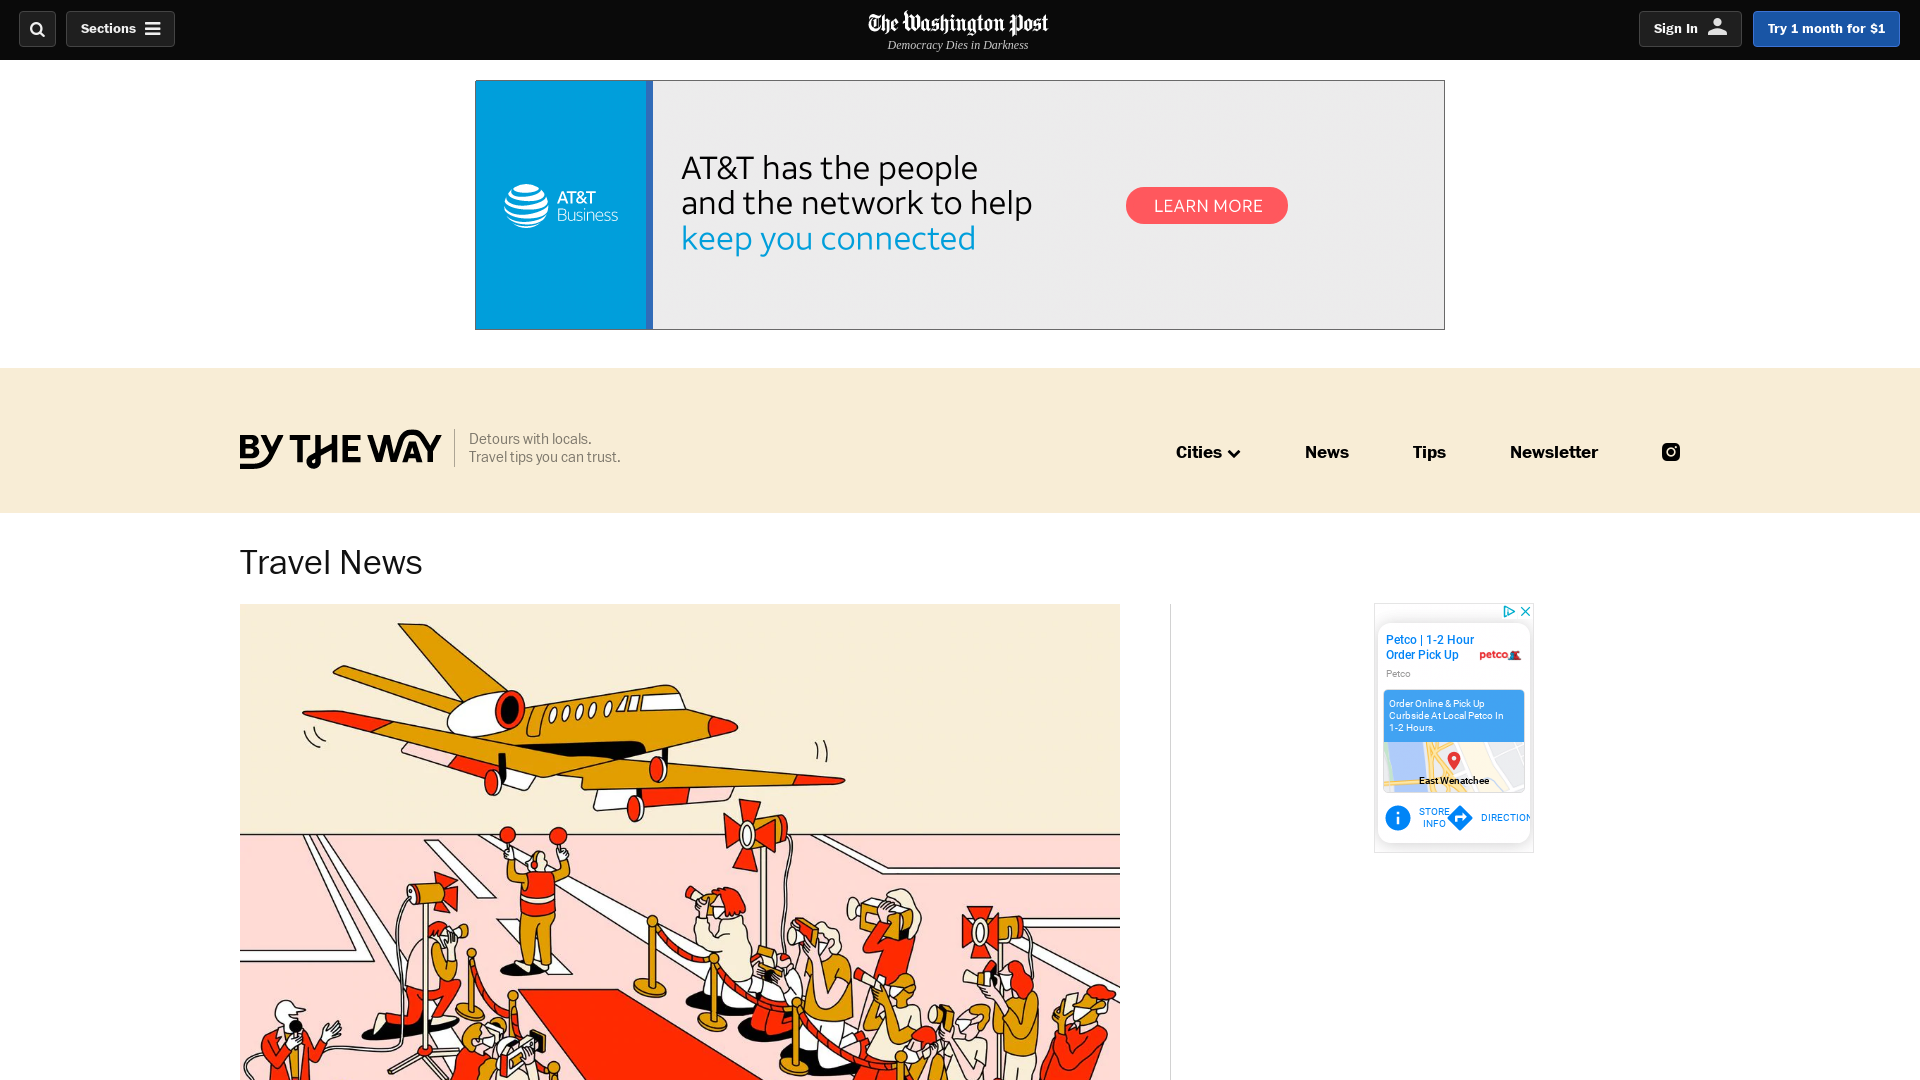 Sections
The Washington Post
Democracy Dies in Darkness
Sign In
Try 1 month for $1
AT&T
Business
AT&T has the people
and the network to help
keep you connected
LEARN MORE
BY THE WAY
Detours with locals.
Travel tips you can trust.
Cities
News
Tips
Newsletter
Travel News
Petco | 1-2 Hour
Order Pick Up
petco
Petco
Order Online & Pick Up
Curbside At Local Petco In
1-2 Hours.
East Wenatchee
STORE
INFO
DIRECTION